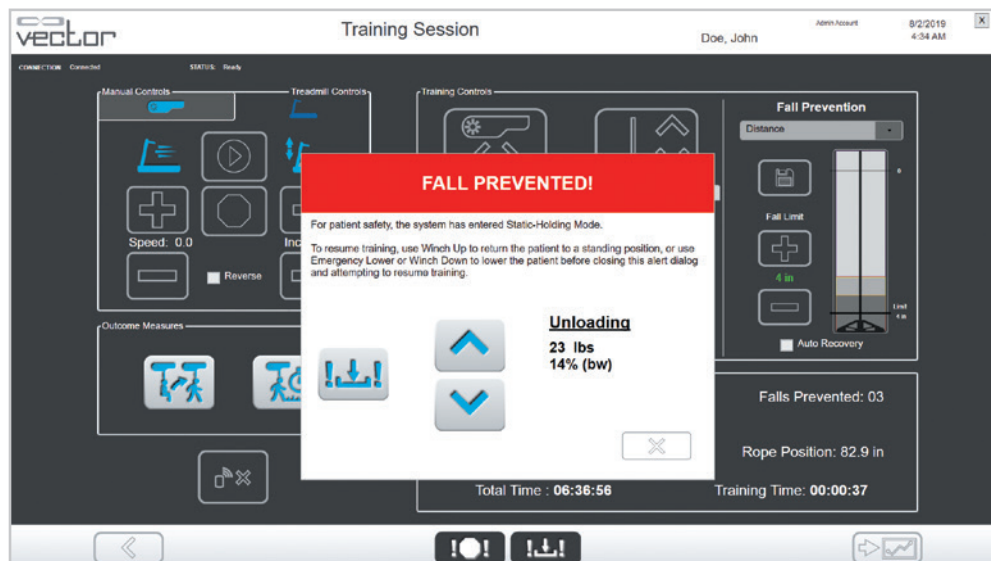 vector
Training Session
Doe, John
Admin Account
8/2/2019
4:34 AM
X
CONNECTION Connected
STATUS: Ready
Manual Controls
Treadmill Controls
Speed: 0.0
Reverse
Outcome Measures
Training Controls
Fall Prevention
Distance
0
Fall Limit
4 in
Limit
4 in
Auto Recovery
FALL PREVENTED!
For patient safety, the system has entered Static-Holding Mode.
To resume training, use Winch Up to return the patient to a standing position, or use
Emergency Lower or Winch Down to lower the patient before closing this alert dialog
and attempting to resume training.
Unloading
23 lbs
14% (bw)
Falls Prevented: 03
Rope Position: 82.9 in
Total Time : 06:36:56
Training Time: 00:00:37